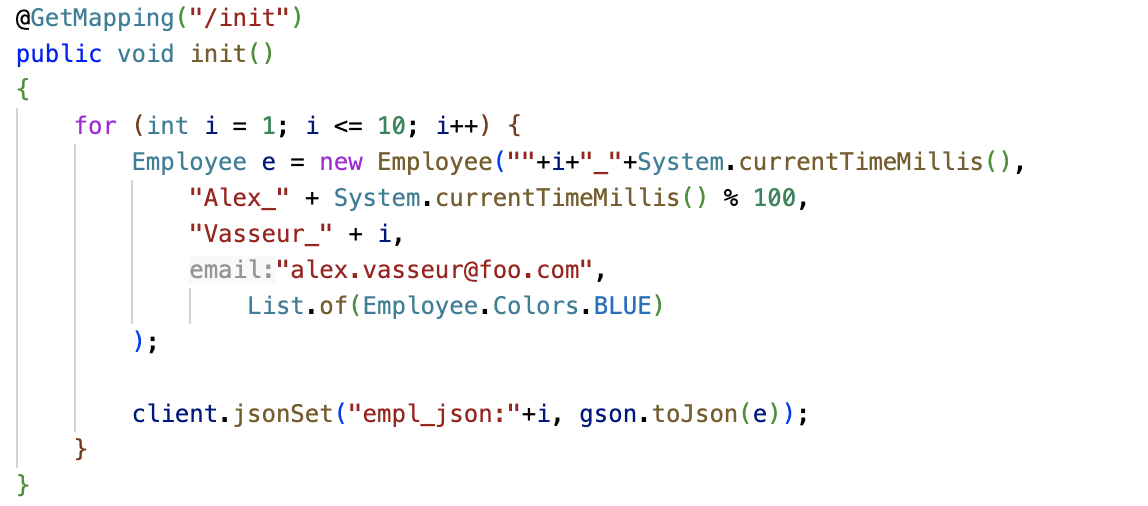 @GetMapping("/init")
public void init()
{
    for (int i = 1; i <= 10; i++) {
        Employee e = new Employee(""+i+"_"+System.currentTimeMillis(),
            "Alex_" + System.currentTimeMillis() % 100,
            "Vasseur_" + i,
            email:"alex.vasseur@foo.com",
                List.of(Employee.Colors.BLUE)
        );

        client.jsonSet("empl_json:"+i, gson.toJson(e));
    }
}